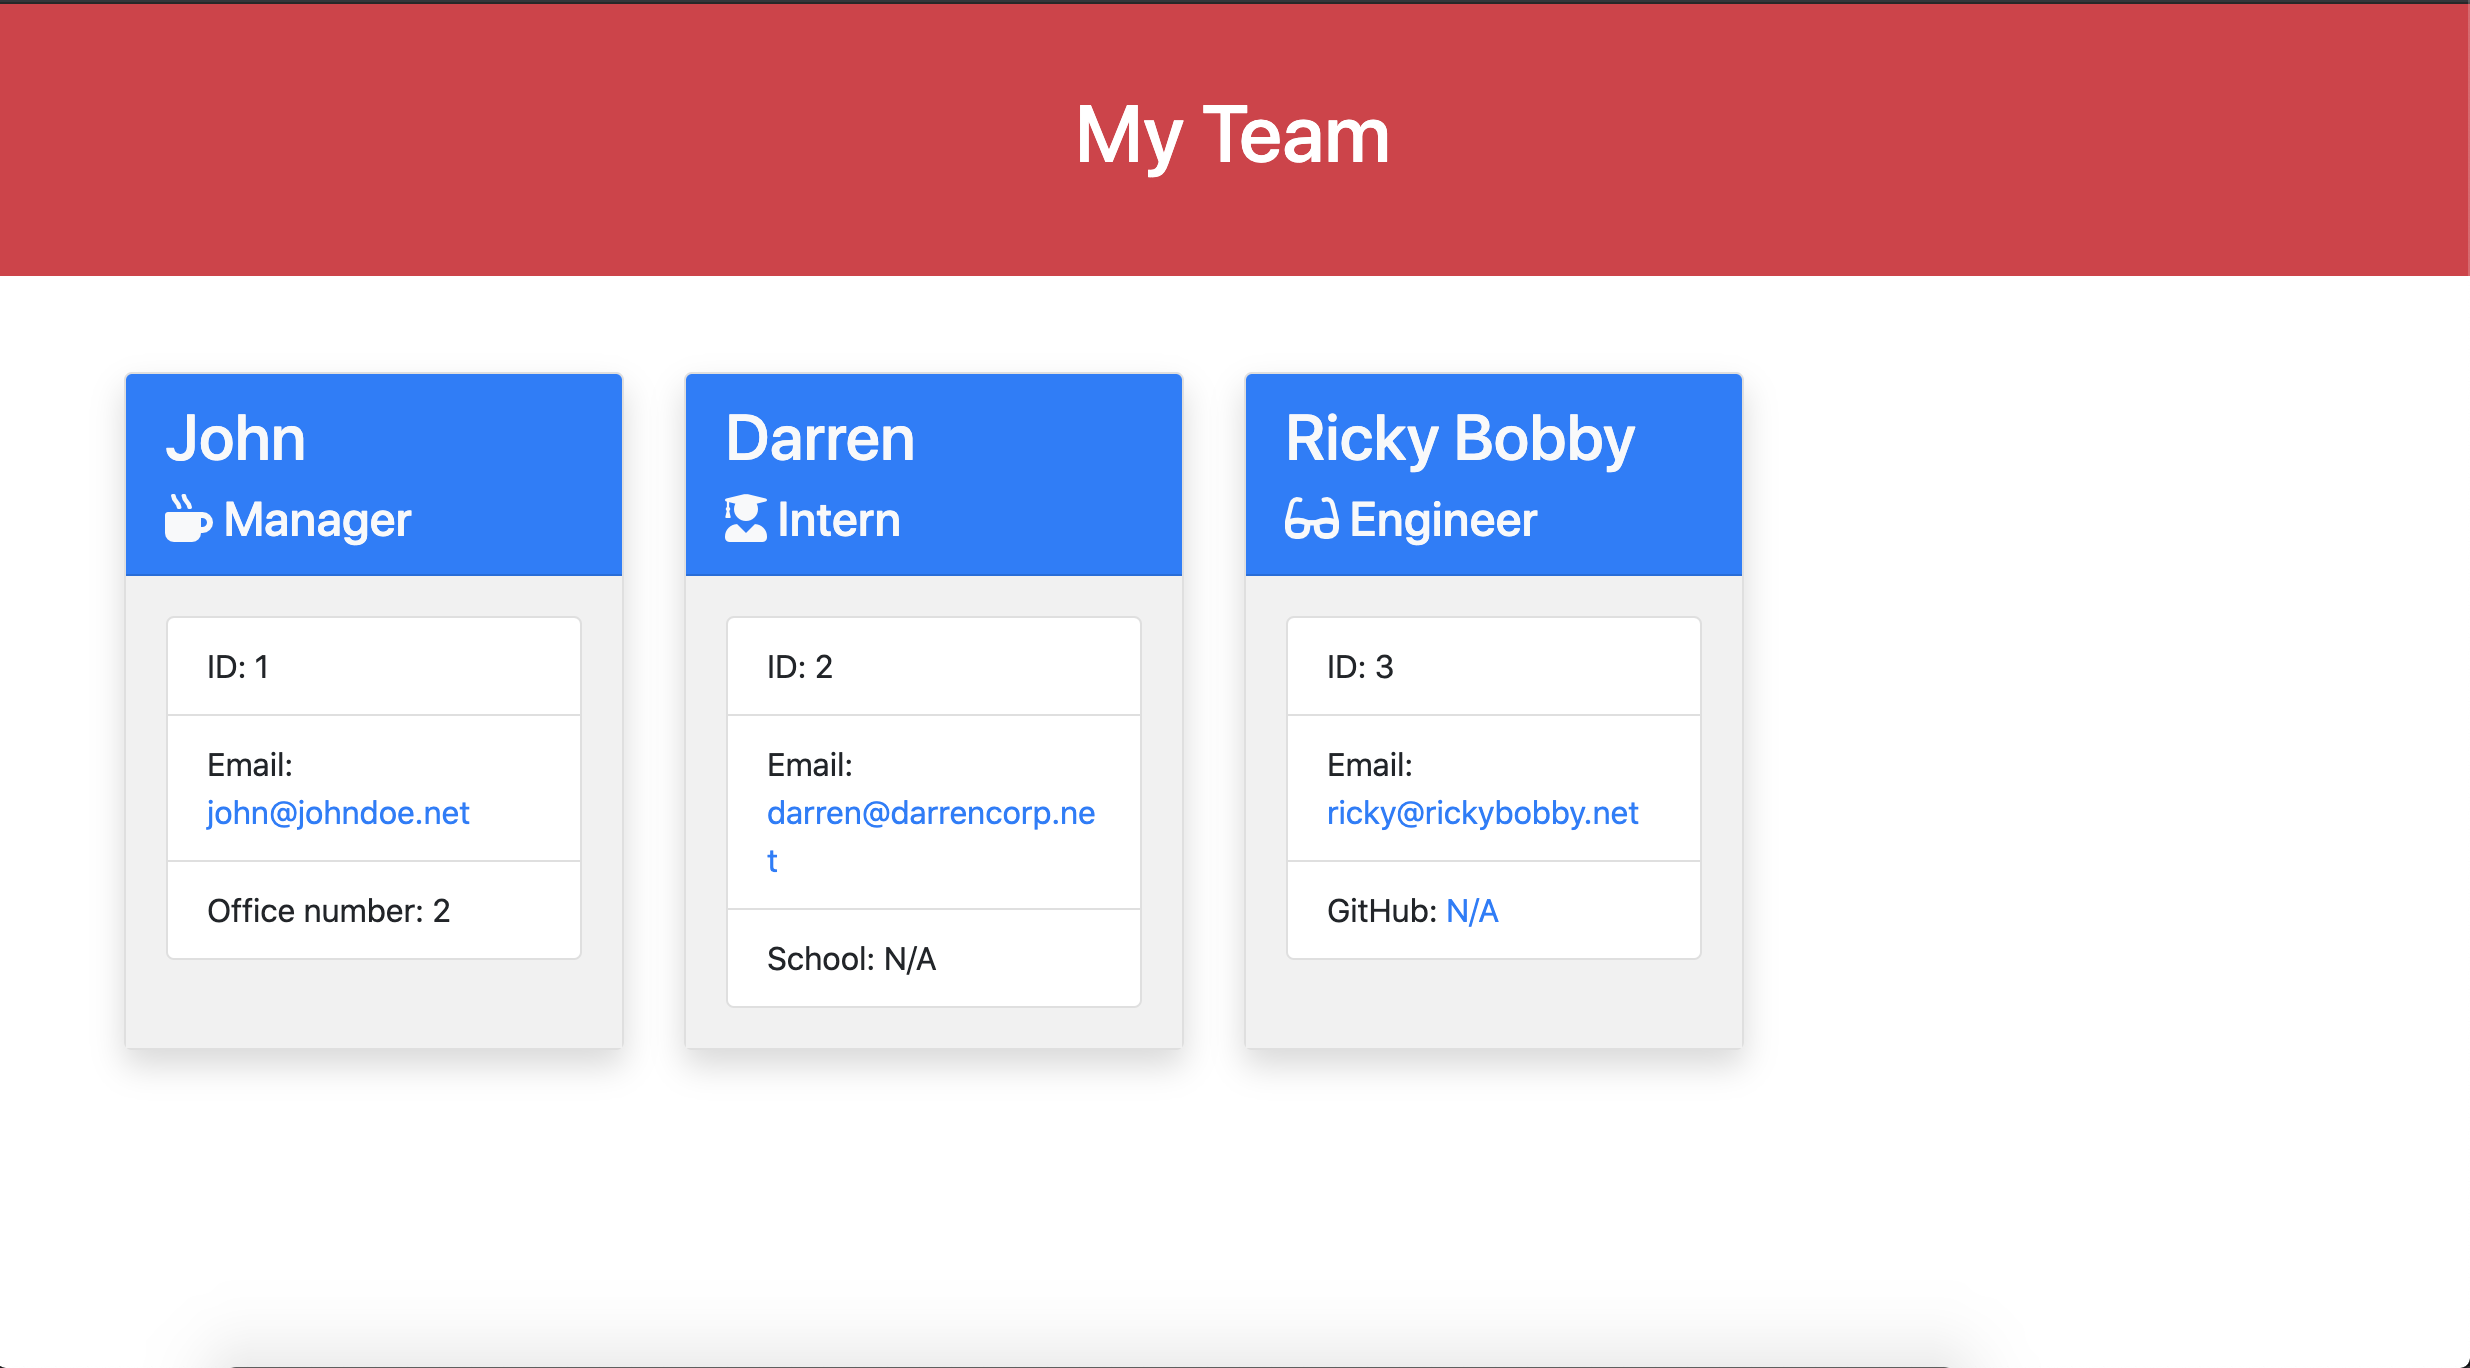 My Team
John
Manager
ID: 1
Email:
john@johndoe.net
Office number: 2
Darren
Intern
ID: 2
Email:
darren@darrencorp.ne
t
School: N/A
Ricky Bobby
Engineer
ID: 3
Email:
ricky@rickybobby.net
GitHub: N/A